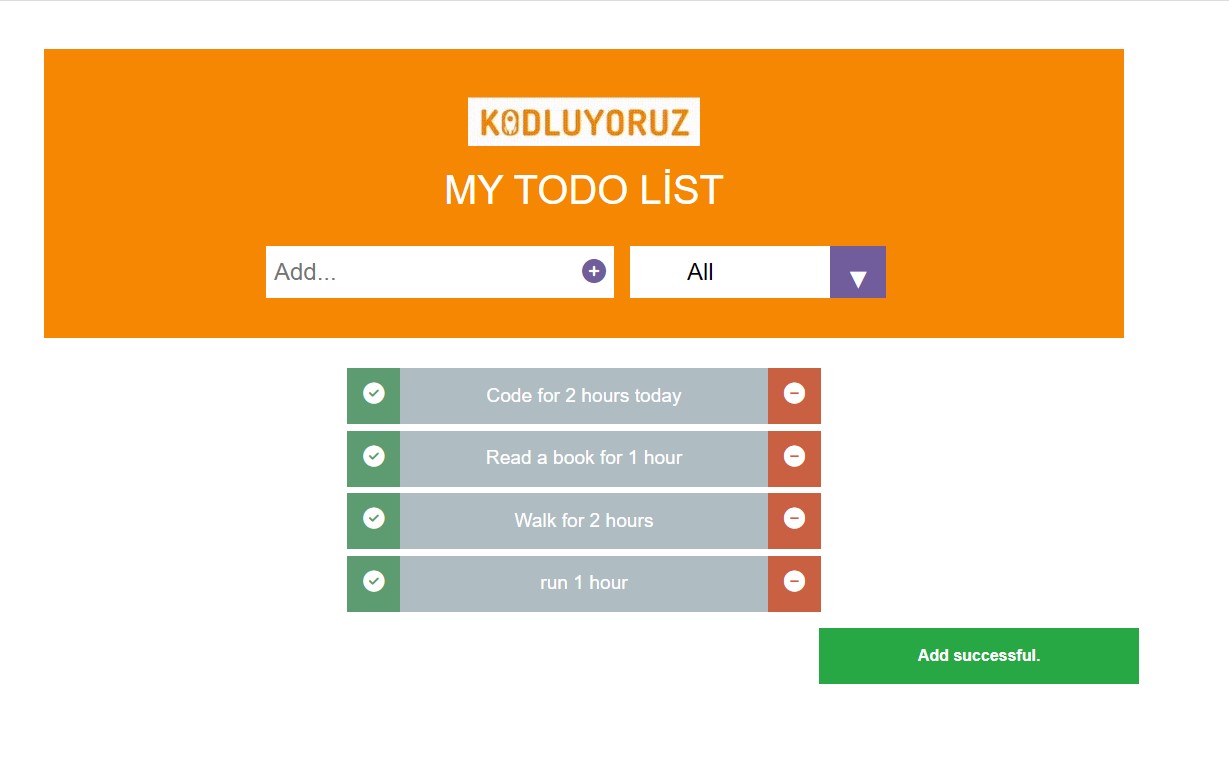 KODLUYORUZ
MY TODO LİST
Add...
All
Code for 2 hours today
Read a book for 1 hour
Walk for 2 hours
run 1 hour
Add successful.